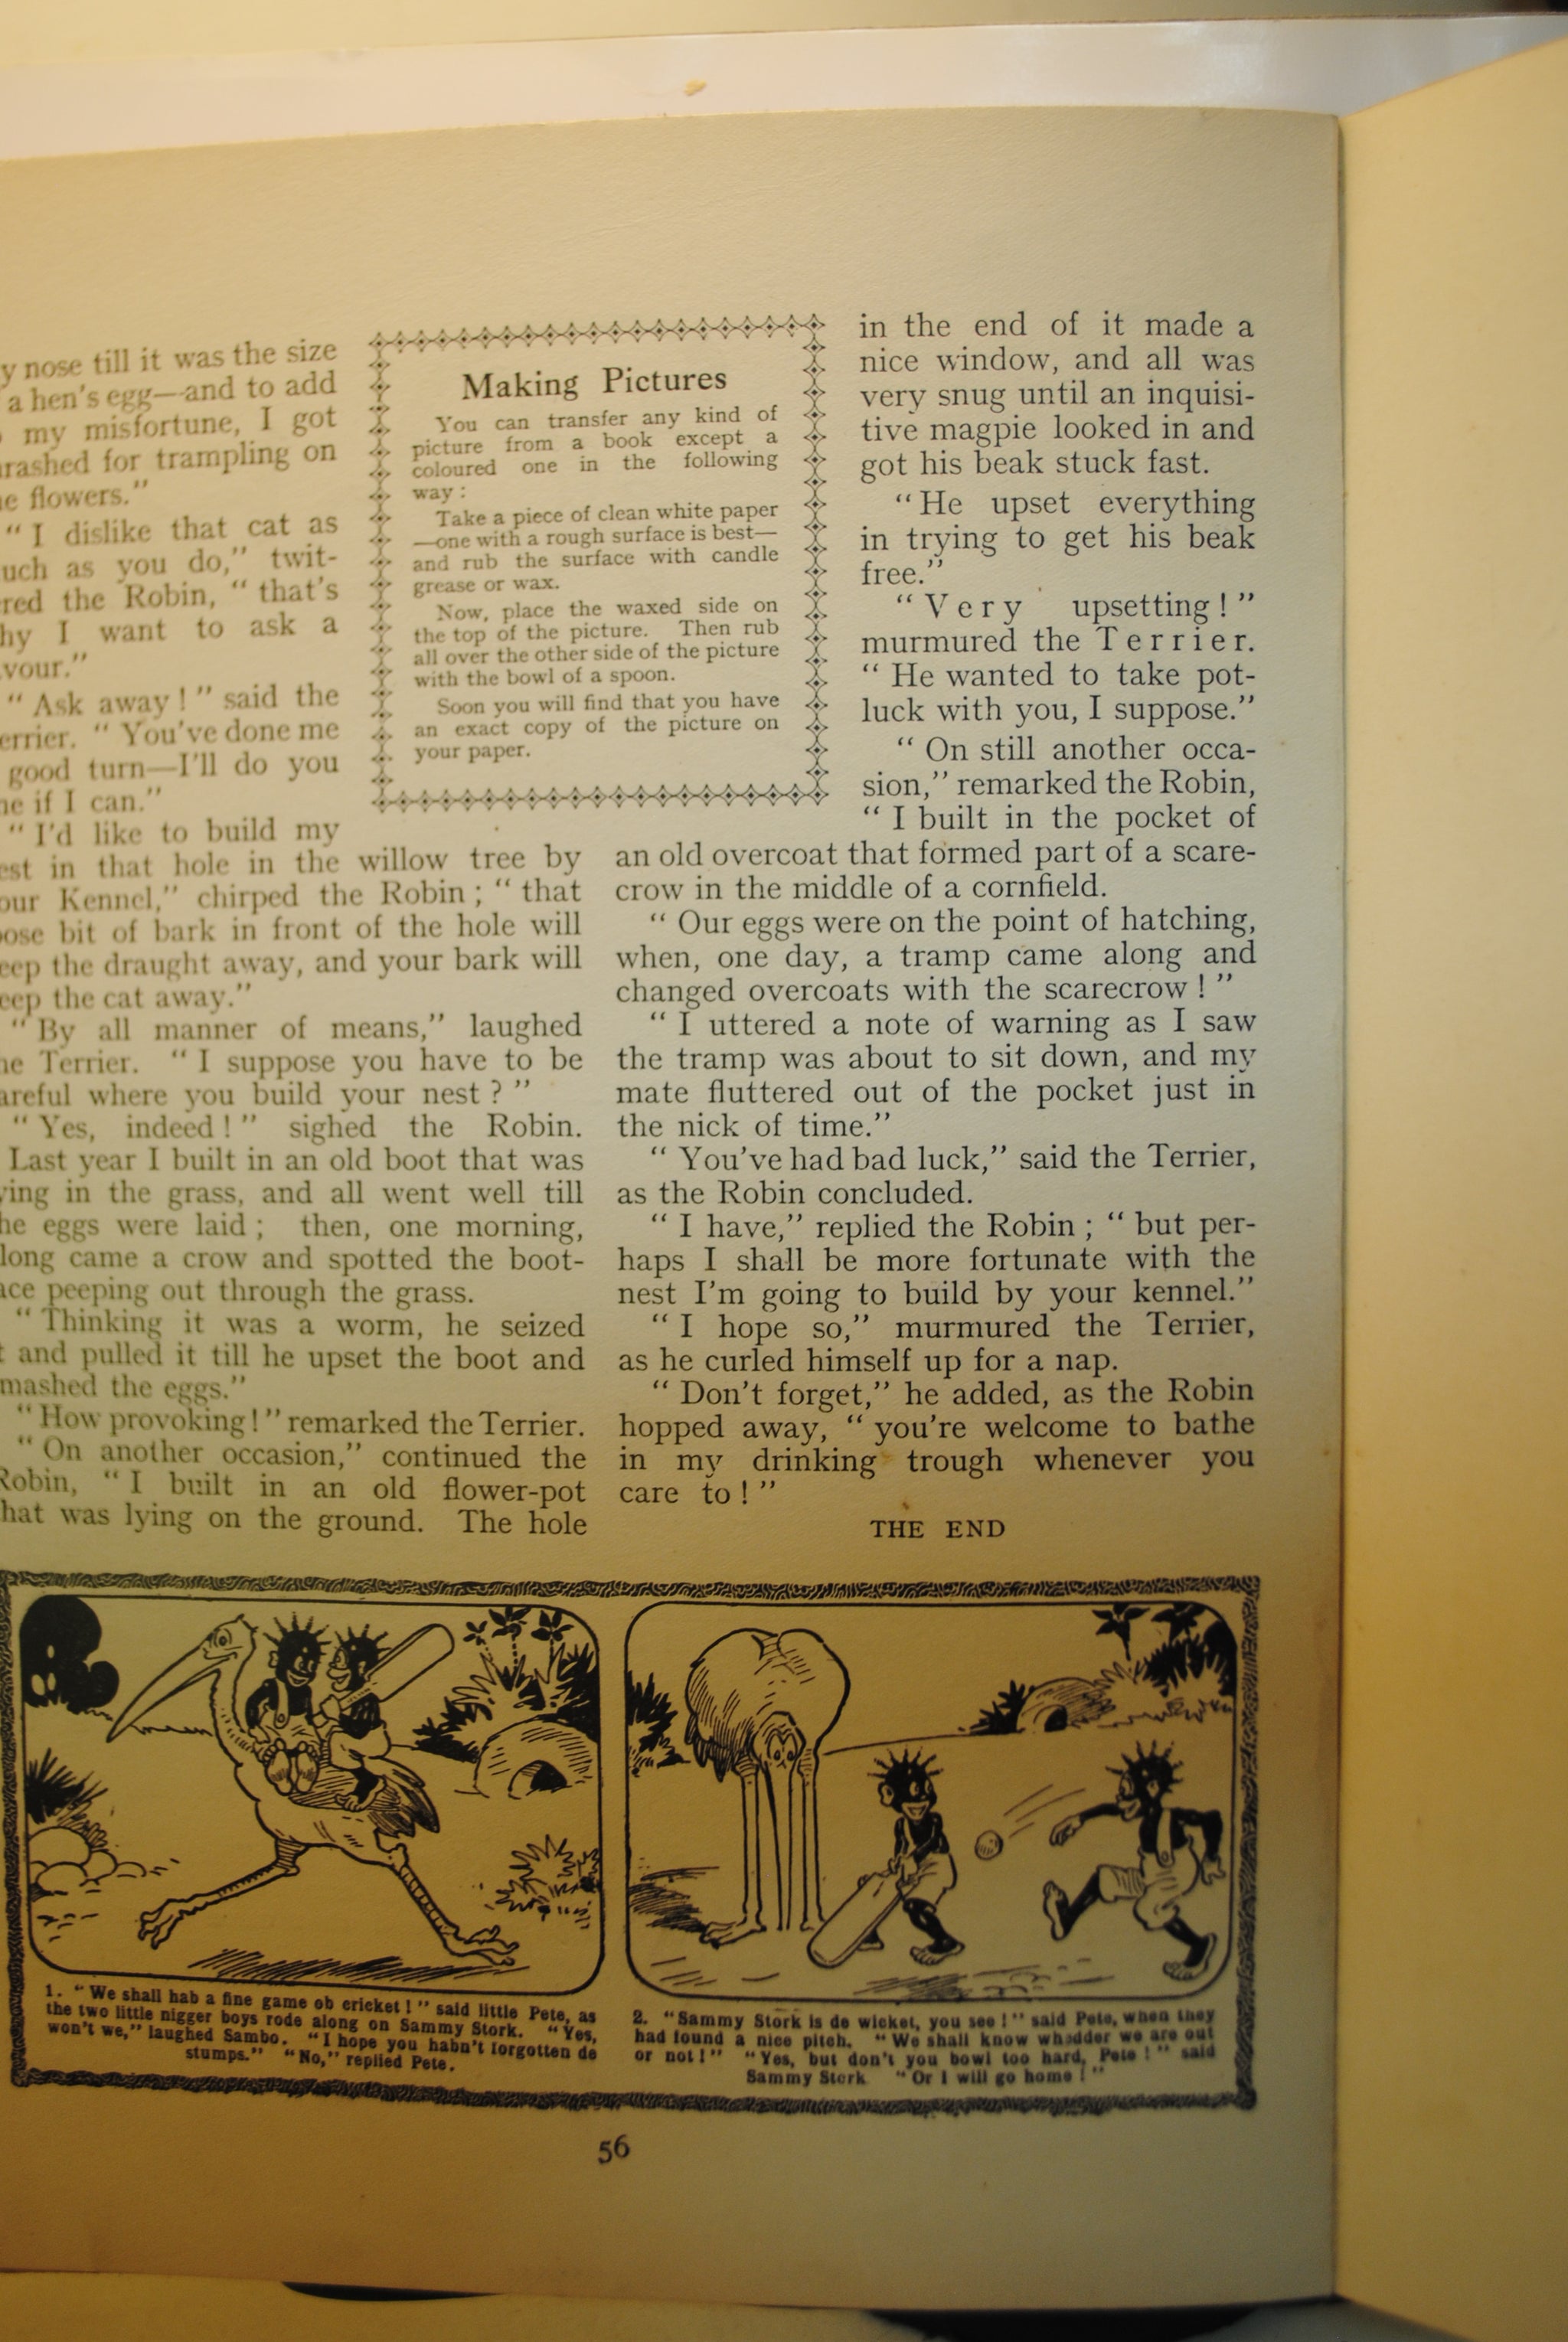 y nose till it was the size
a hen's egg—and to add
my misfortune, I got
rashed for trampling on
e flowers.”
“ I dislike that cat as
uch as you do,” twit-
red the Robin, “ that's
hy I want to ask a
vour.”
“ Ask away ! ” said the
errier. “ You've done me
good turn—I'll do you
ne if I can.”
“ I'd like to build my
est in that hole in the willow tree by
our Kennel,” chirped the Robin ; “ that
oose bit of bark in front of the hole will
eep the draught away, and your bark will
eep the cat away.”
“ By all manner of means,” laughed
he Terrier. “ I suppose you have to be
areful where you build your nest ? ”
“ Yes, indeed ! ” sighed the Robin.
Last year I built in an old boot that was
ying in the grass, and all went well till
he eggs were laid ; then, one morning,
long came a crow and spotted the boot-
ace peeping out through the grass.
“ Thinking it was a worm, he seized
t and pulled it till he upset the boot and
mashed the eggs.”
“ How provoking ! ” remarked the Terrier.
“ On another occasion,” continued the
Robin, “ I built in an old flower-pot
hat was lying on the ground. The hole
Making Pictures
You can transfer any kind of
picture from a book except a
coloured one in the following
way :
Take a piece of clean white paper
—one with a rough surface is best—
and rub the surface with candle
grease or wax.
Now, place the waxed side on
the top of the picture. Then rub
all over the other side of the picture
with the bowl of a spoon.
Soon you will find that you have
an exact copy of the picture on
your paper.
in the end of it made a
nice window, and all was
very snug until an inquisi-
tive magpie looked in and
got his beak stuck fast.
“ He upset everything
in trying to get his beak
free.”
“ Very upsetting ! ”
murmured the Terrier.
“ He wanted to take pot-
luck with you, I suppose.”
“ On still another occa-
sion,” remarked the Robin,
“ I built in the pocket of
an old overcoat that formed part of a scare-
crow in the middle of a cornfield.
“ Our eggs were on the point of hatching,
when, one day, a tramp came along and
changed overcoats with the scarecrow ! ”
“ I uttered a note of warning as I saw
the tramp was about to sit down, and my
mate fluttered out of the pocket just in
the nick of time.”
“ You've had bad luck,” said the Terrier,
as the Robin concluded.
“ I have,” replied the Robin ; “ but per-
haps I shall be more fortunate with the
nest I'm going to build by your kennel.”
“ I hope so,” murmured the Terrier,
as he curled himself up for a nap.
“ Don't forget,” he added, as the Robin
hopped away, “ you're welcome to bathe
in my drinking trough whenever you
care to ! ”
THE END
1. “ We shall hab a fine game ob cricket ! ” said little Pete, as
the two little nigger boys rode along on Sammy Stork. “ Yes,
won't we,” laughed Sambo. “ I hope you habn't forgotten de
stumps.” “ No,” replied Pete.
2. “ Sammy Stork is de wicket, you see ! ” said Pete, when they
had found a nice pitch. “ We shall know whedder we are out
or not ! ” “ Yes, but don't you bowl too hard, Pete ! ” said
Sammy Stork “ Or I will go home ! ”
56